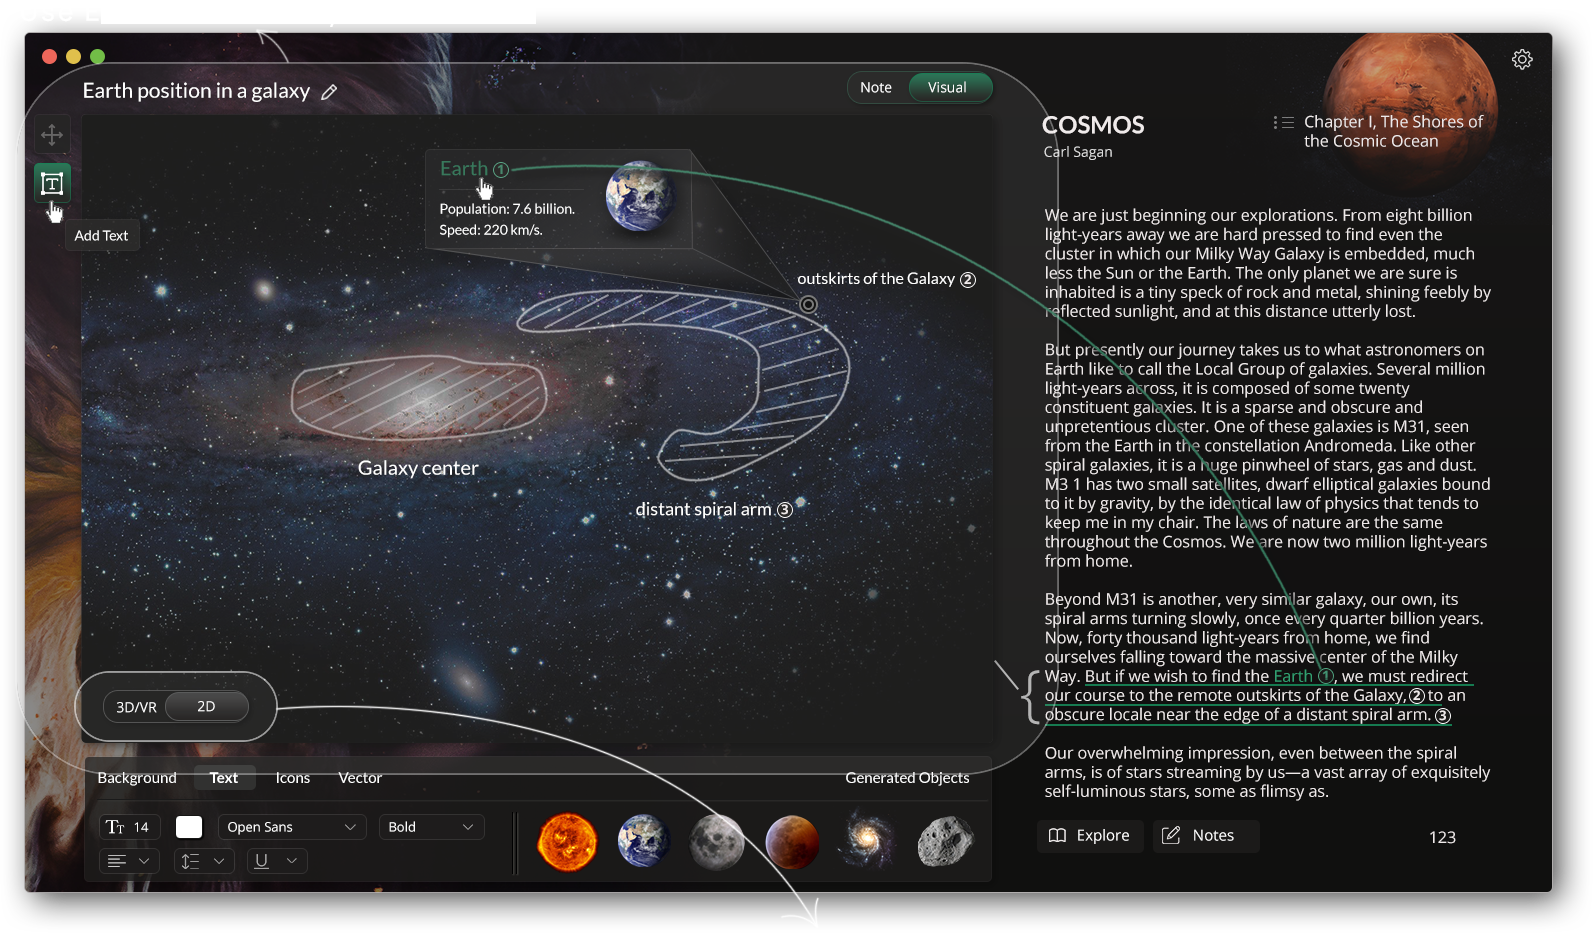 Earth position in a galaxy
Note
Visual
Add Text
Earth ①
Population: 7.6 billion.
Speed: 220 km/s.
outskirts of the Galaxy ②
Galaxy center
distant spiral arm ③
3D/VR
2D
Background
Text
Icons
Vector
Generated Objects
TT 14
Open Sans
Bold
U
COSMOS
Carl Sagan
Chapter I, The Shores of
the Cosmic Ocean
We are just beginning our explorations. From eight billion
light-years away we are hard pressed to find even the
cluster in which our Milky Way Galaxy is embedded, much
less the Sun or the Earth. The only planet we are sure is
inhabited is a tiny speck of rock and metal, shining feebly by
reflected sunlight, and at this distance utterly lost.
But presently our journey takes us to what astronomers on
Earth like to call the Local Group of galaxies. Several million
light-years across, it is composed of some twenty
constituent galaxies. It is a sparse and obscure and
unpretentious cluster. One of these galaxies is M31, seen
from the Earth in the constellation Andromeda. Like other
spiral galaxies, it is a huge pinwheel of stars, gas and dust.
M3 1 has two small satellites, dwarf elliptical galaxies bound
to it by gravity, by the identical law of physics that tends to
keep me in my chair. The laws of nature are the same
throughout the Cosmos. We are now two million light-years
from home.
Beyond M31 is another, very similar galaxy, our own, its
spiral arms turning slowly, once every quarter billion years.
Now, forty thousand light-years from home, we find
ourselves falling toward the massive center of the Milky
Way. But if we wish to find the Earth ①, we must redirect
our course to the remote outskirts of the Galaxy,② to an
obscure locale near the edge of a distant spiral arm. ③
Our overwhelming impression, even between the spiral
arms, is of stars streaming by us—a vast array of exquisitely
self-luminous stars, some as flimsy as.
Explore
Notes
123